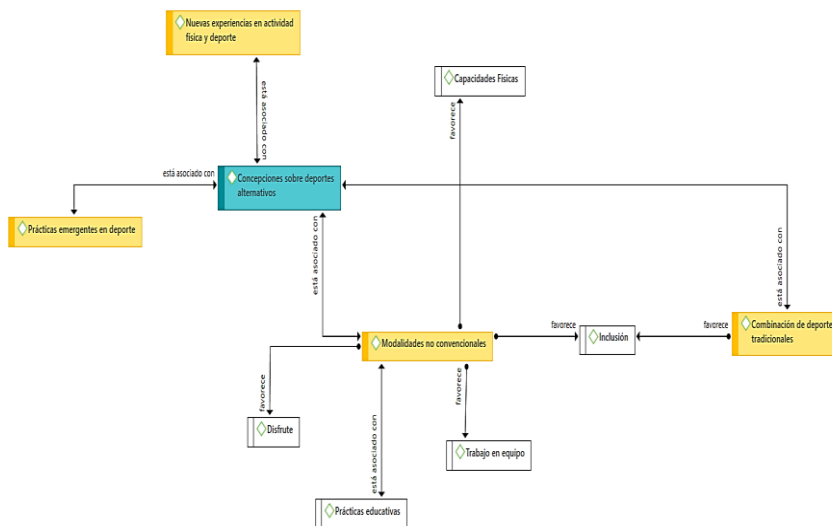 Nuevas experiencias en actividad
física y deporte
está asociado con
Capacidades Físicas
favorece
está asociado con
Concepciones sobre deportes
alternativos
Prácticas emergentes en deporte
está asociado con
está asociado con
Modalidades no convencionales
favorece
Inclusión
favorece
Combinación de deporte
tradicionales
favorece
Disfrute
favorece
Trabajo en equipo
está asociado con
Prácticas educativas